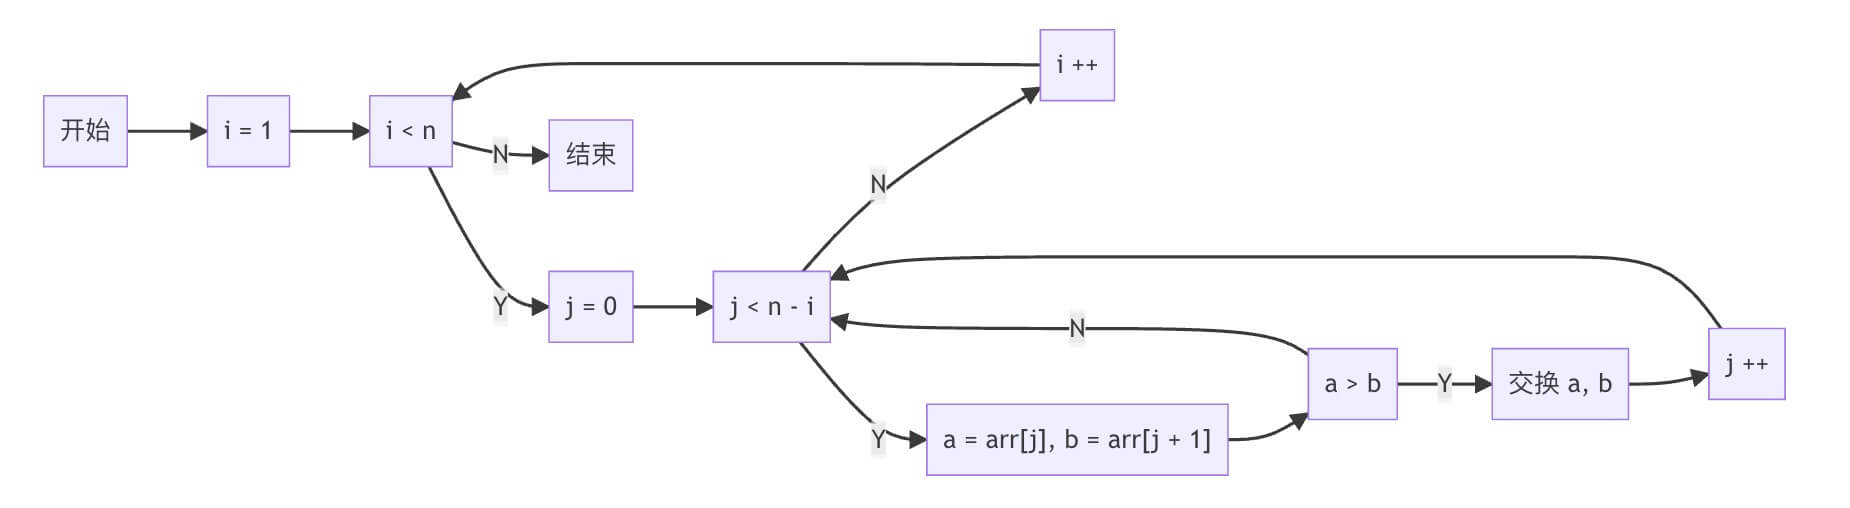 开始
i = 1
i < n
N
结束
i ++
Y
j = 0
j < n - i
N
Y
a = arr[j], b = arr[j + 1]
a > b
N
Y
交换 a, b
j ++